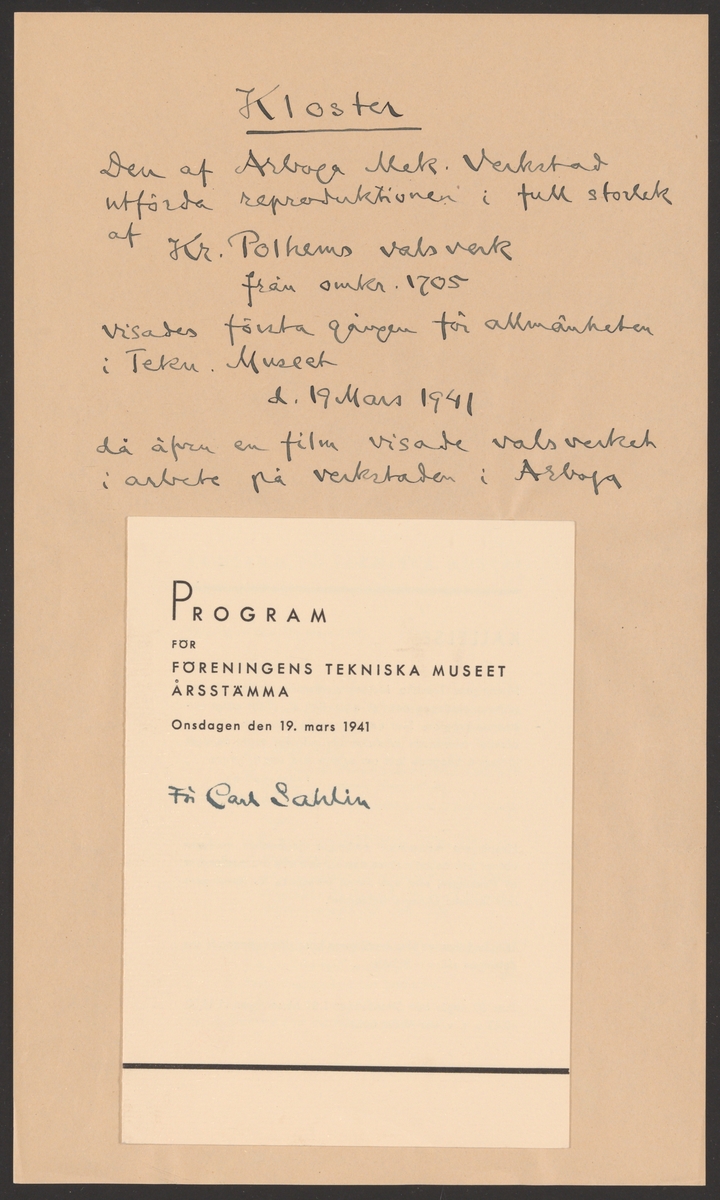 Kloster
Den af Arboga Mek. Verkstad
utförda reproduktionen i full storlek
af Kr. Polhems valsverk
från omkr. 1705
visades första gången för allmänheten
i Tekn. Museet
d. 19 Mars 1941
då äfven en film visade valsverket
i arbete på verkstaden i Arboga
PROGRAM
FÖR
FÖRENINGENS TEKNISKA MUSEET
ÅRSSTÄMMA
Onsdagen den 19. mars 1941
För Carl Sahlin